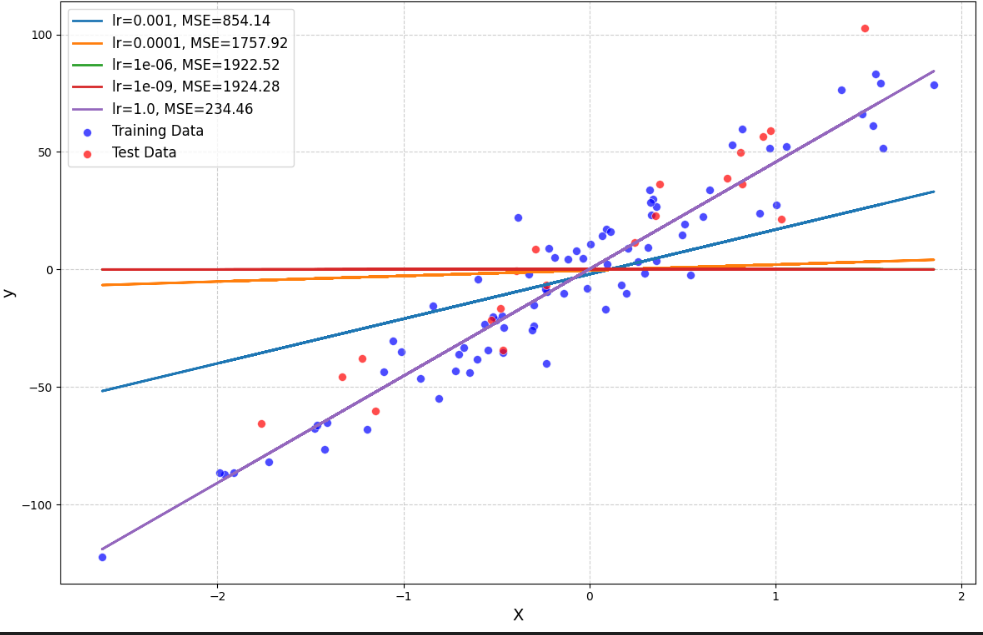 lr=0.001, MSE=854.14
lr=0.0001, MSE=1757.92
lr=1e-06, MSE=1922.52
lr=1e-09, MSE=1924.28
lr=1.0, MSE=234.46
Training Data
Test Data
100
50
0
−50
−100
y
−2
−1
0
1
2
X